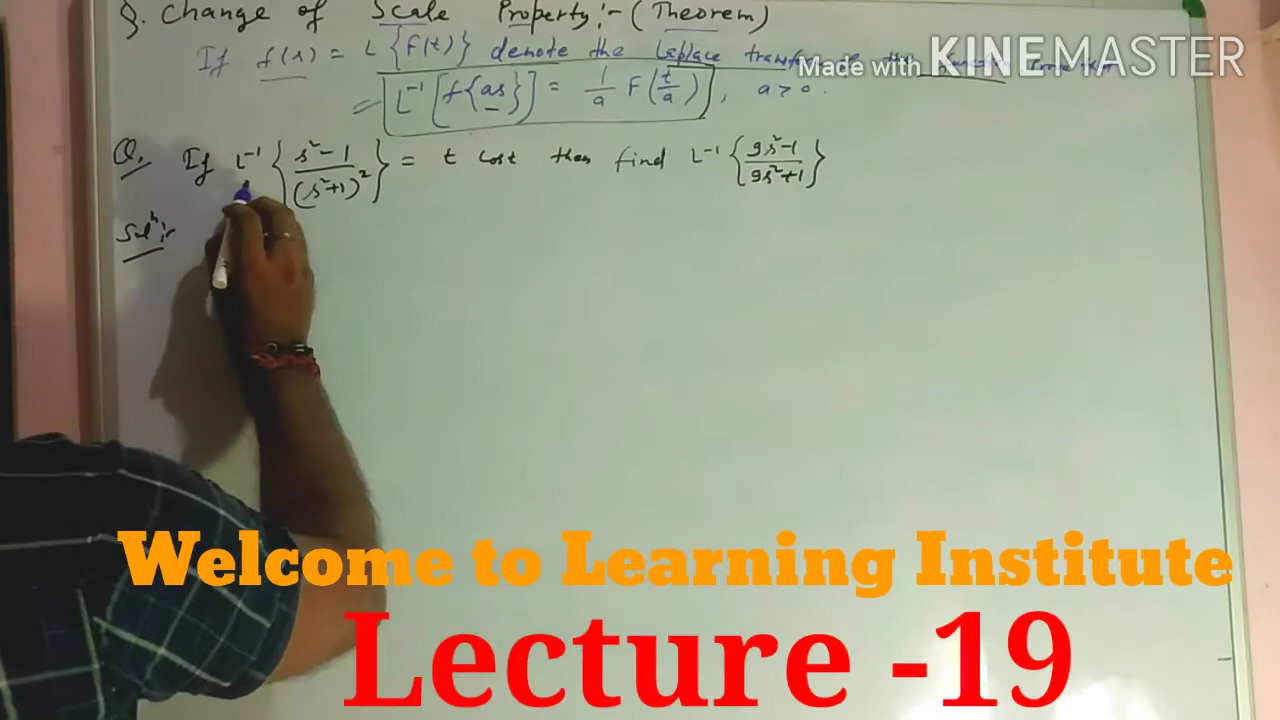 Q. Change of Scale Property :- (Theorem)
If f(s) = L {F(t)} denote the Laplace
Made with KINEMASTER
L⁻¹ [f{as}] = 1/a F(t/a), a > 0.
Q. If L⁻¹ {s²-1/(s²+1)²} = t cost then find L⁻¹ {9s²-1/9s²+1}
Solⁿ :-
Welcome to Learning Institute
Lecture -19